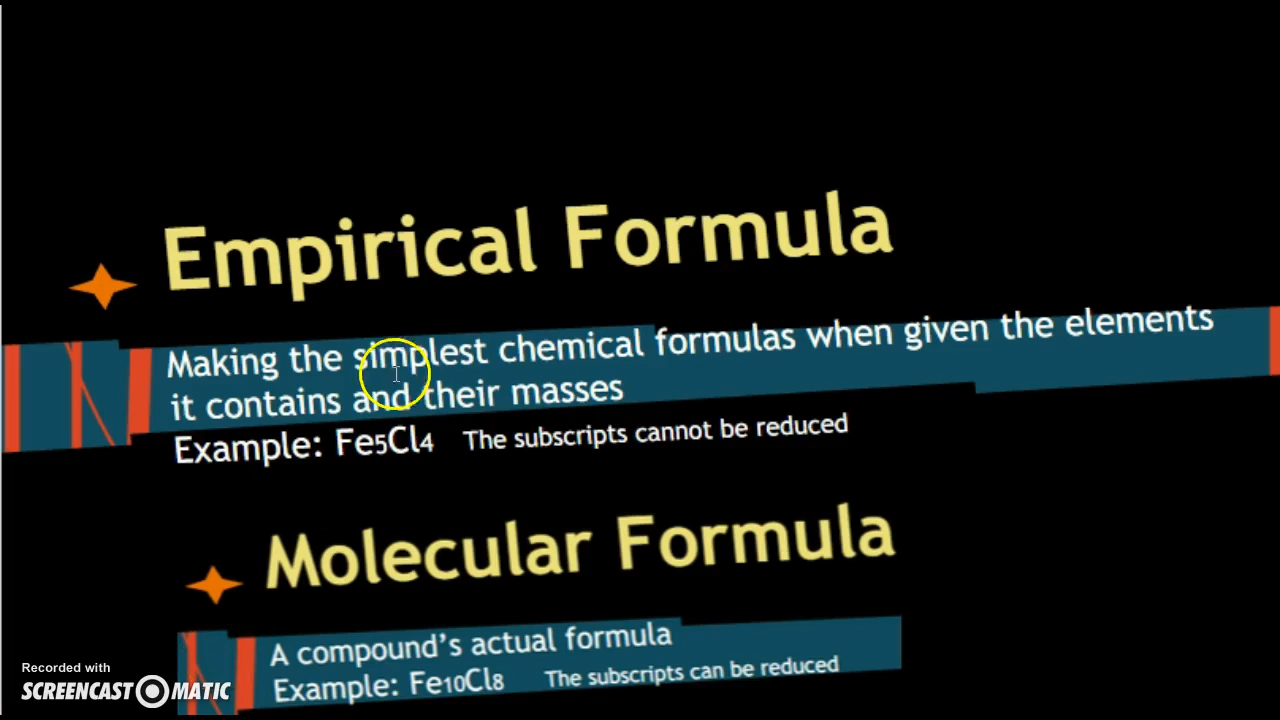 Empirical Formula
Making the simplest chemical formulas when given the elements
it contains and their masses
Example: Fe5Cl4 The subscripts cannot be reduced
Molecular Formula
A compound's actual formula
Example: Fe10Cl8 The subscripts can be reduced
Recorded with
SCREENCAST MATIC